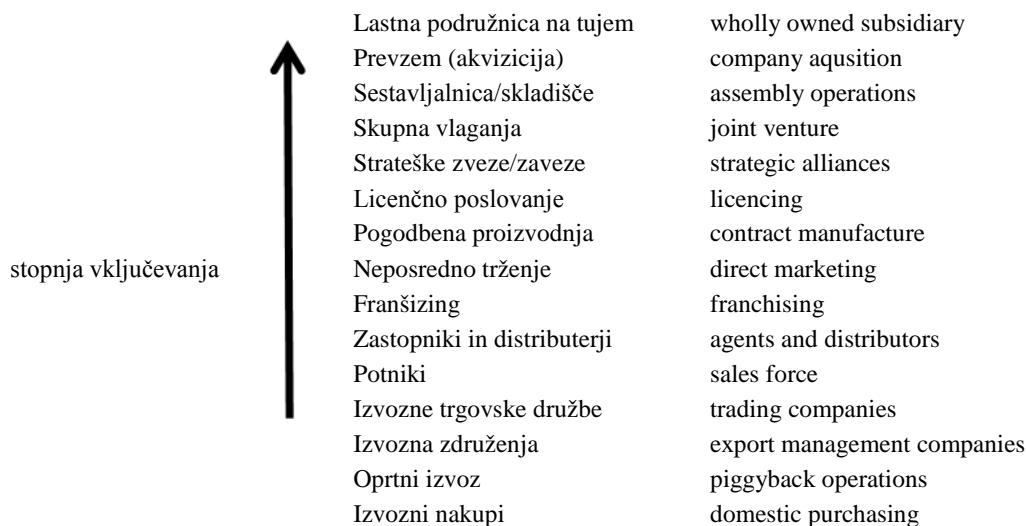 Lastna podružnica na tujem wholly owned subsidiary
Prevzem (akvizicija) company aqusition
Sestavljalnica/skladišče assembly operations
Skupna vlaganja joint venture
Strateške zveze/zaveze strategic alliances
Licenčno poslovanje licencing
Pogodbena proizvodnja contract manufacture
stopnja vključevanja Neposredno trženje direct marketing
Franšizing franchising
Zastopniki in distributerji agents and distributors
Potniki sales force
Izvozne trgovske družbe trading companies
Izvozna združenja export management companies
Oprtni izvoz piggyback operations
Izvozni nakupi domestic purchasing